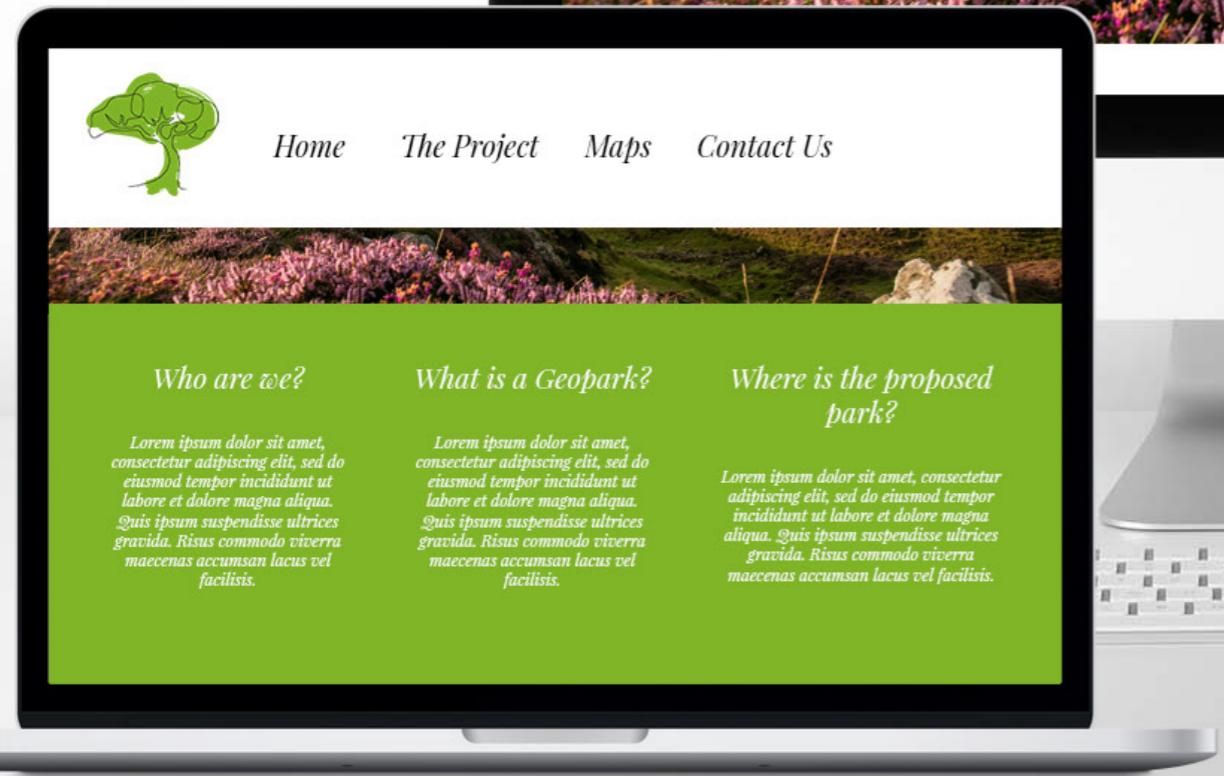 Home The Project Maps Contact Us
Who are we?
Lorem ipsum dolor sit amet,
consectetur adipiscing elit, sed do
eiusmod tempor incididunt ut
labore et dolore magna aliqua.
Quis ipsum suspendisse ultrices
gravida. Risus commodo viverra
maecenas accumsan lacus vel
facilisis.
What is a Geopark?
Lorem ipsum dolor sit amet,
consectetur adipiscing elit, sed do
eiusmod tempor incididunt ut
labore et dolore magna aliqua.
Quis ipsum suspendisse ultrices
gravida. Risus commodo viverra
maecenas accumsan lacus vel
facilisis.
Where is the proposed
park?
Lorem ipsum dolor sit amet, consectetur
adipiscing elit, sed do eiusmod tempor
incididunt ut labore et dolore magna
aliqua. Quis ipsum suspendisse ultrices
gravida. Risus commodo viverra
maecenas accumsan lacus vel facilisis.